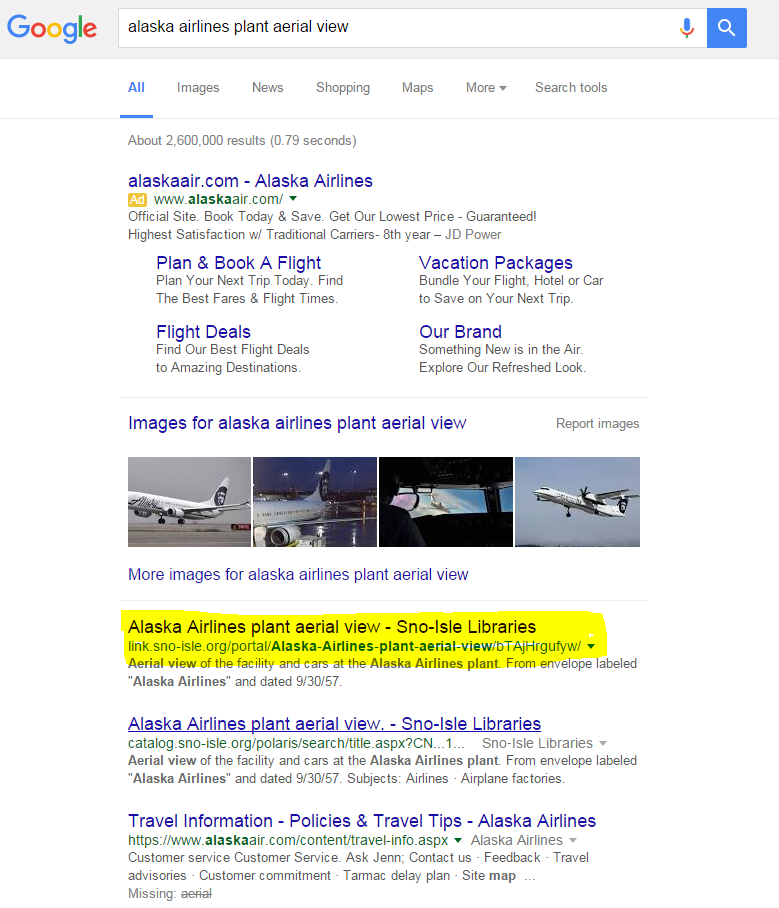 Google
alaska airlines plant aerial view
All Images News Shopping Maps More Search tools
About 2,600,000 results (0.79 seconds)
alaskaair.com - Alaska Airlines
Ad www.alaskaair.com/
Official Site. Book Today & Save. Get Our Lowest Price - Guaranteed!
Highest Satisfaction w/ Traditional Carriers- 8th year – JD Power
Plan & Book A Flight
Plan Your Next Trip Today. Find
The Best Fares & Flight Times.
Vacation Packages
Bundle Your Flight, Hotel or Car
to Save on Your Next Trip.
Flight Deals
Find Our Best Flight Deals
to Amazing Destinations.
Our Brand
Something New is in the Air.
Explore Our Refreshed Look.
Images for alaska airlines plant aerial view Report images
Alaska
More images for alaska airlines plant aerial view
Alaska Airlines plant aerial view - Sno-Isle Libraries
link.sno-isle.org/portal/Alaska-Airlines-plant-aerial-view/bTAjHrgufyw/
Aerial view of the facility and cars at the Alaska Airlines plant. From envelope labeled
"Alaska Airlines" and dated 9/30/57.
Alaska Airlines plant aerial view. - Sno-Isle Libraries
catalog.sno-isle.org/polaris/search/title.aspx?CN...1... Sno-Isle Libraries
Aerial view of the facility and cars at the Alaska Airlines plant. From envelope labeled
"Alaska Airlines" and dated 9/30/57. Subjects: Airlines · Airplane factories.
Travel Information - Policies & Travel Tips - Alaska Airlines
https://www.alaskaair.com/content/travel-info.aspx Alaska Airlines
Customer service Customer Service. Ask Jenn; Contact us · Feedback · Travel
advisories · Customer commitment · Tarmac delay plan · Site map ...
Missing: aerial